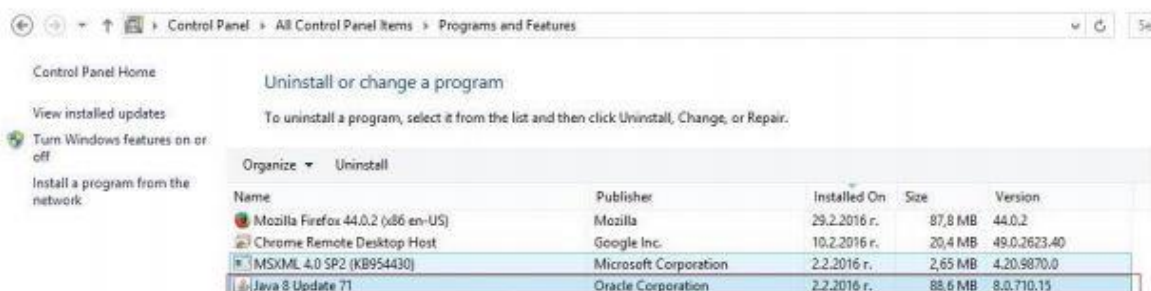 Control Panel › All Control Panel Items › Programs and Features
Control Panel Home
View installed updates
Turn Windows features on or off
Install a program from the network
Uninstall or change a program
To uninstall a program, select it from the list and then click Uninstall, Change, or Repair.
Organize Uninstall
Name Publisher Installed On Size Version
Mozilla Firefox 44.0.2 (x86 en-US) Mozilla 29.2.2016 г. 87,8 MB 44.0.2
Chrome Remote Desktop Host Google Inc. 10.2.2016 г. 20,4 MB 49.0.2623.40
MSXML 4.0 SP2 (KB954430) Microsoft Corporation 2.2.2016 г. 2,65 MB 4.20.9870.0
Java 8 Update 71 Oracle Corporation 2.2.2016 г. 88,6 MB 8.0.710.15